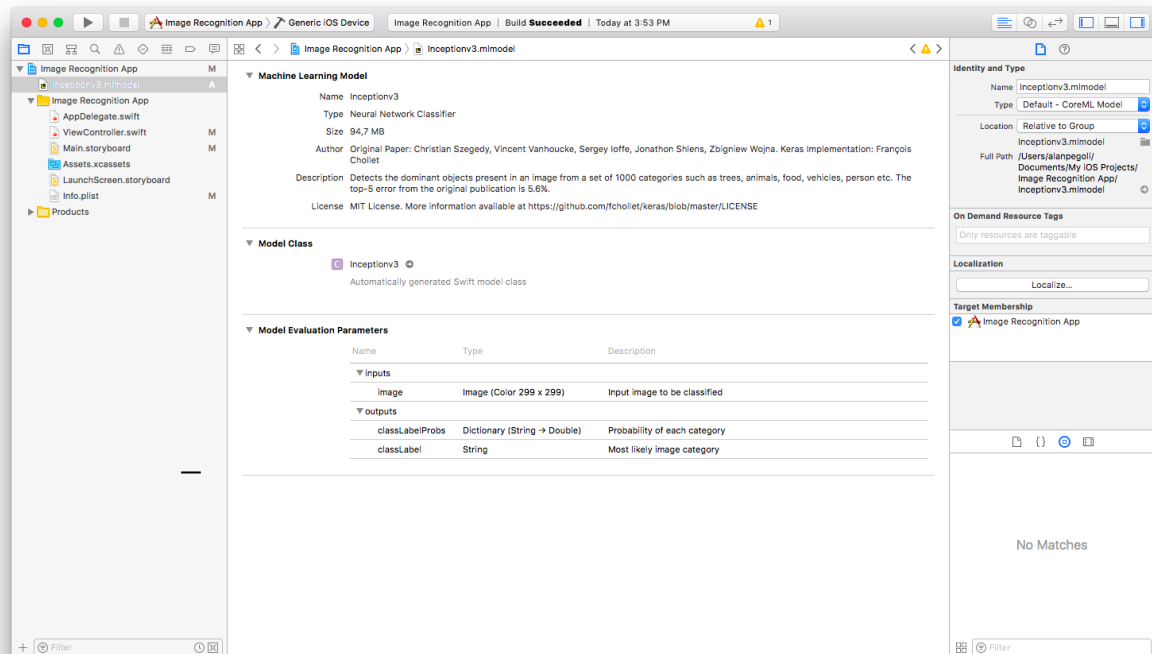 Image Recognition App
Generic iOS Device
Image Recognition App | Build Succeeded | Today at 3:53 PM
1
Image Recognition App M
Inceptionv3.mlmodel A
Image Recognition App
AppDelegate.swift
ViewController.swift M
Main.storyboard M
Assets.xcassets
LaunchScreen.storyboard
Info.plist M
Products
Filter
Image Recognition App
Inceptionv3.mlmodel
Machine Learning Model
Name Inceptionv3
Type Neural Network Classifier
Size 94,7 MB
Author Original Paper: Christian Szegedy, Vincent Vanhoucke, Sergey Ioffe, Jonathon Shlens, Zbigniew Wojna. Keras Implementation: François
Chollet
Description Detects the dominant objects present in an image from a set of 1000 categories such as trees, animals, food, vehicles, person etc. The
top-5 error from the original publication is 5.6%.
License MIT License. More information available at https://github.com/fchollet/keras/blob/master/LICENSE
Model Class
C Inceptionv3
Automatically generated Swift model class
Model Evaluation Parameters
Name Type Description
inputs
image Image (Color 299 x 299) Input image to be classified
outputs
classLabelProbs Dictionary (String → Double) Probability of each category
classLabel String Most likely image category
Identity and Type
Name Inceptionv3.mlmodel
Type Default - CoreML Model
Location Relative to Group
Inceptionv3.mlmodel
Full Path /Users/alanpegoli/
Documents/My iOS Projects/
Image Recognition App/
Inceptionv3.mlmodel
On Demand Resource Tags
Only resources are taggable
Localization
Localize...
Target Membership
Image Recognition App
{ }
No Matches
Filter